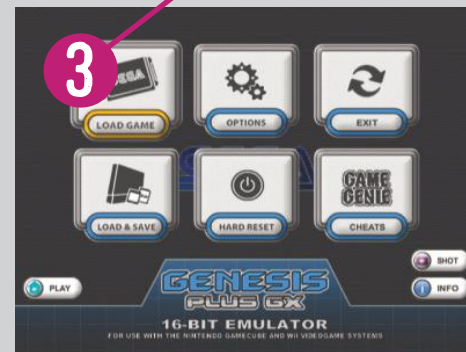 3
SEGA
LOAD GAME
OPTIONS
EXIT
LOAD & SAVE
HARD RESET
GAME
GENIE
CHEATS
SHOT
PLAY
INFO
GENESIS
PLUS GX
16-BIT EMULATOR
FOR USE WITH THE NINTENDO GAMECUBE AND WII VIDEOGAME SYSTEMS